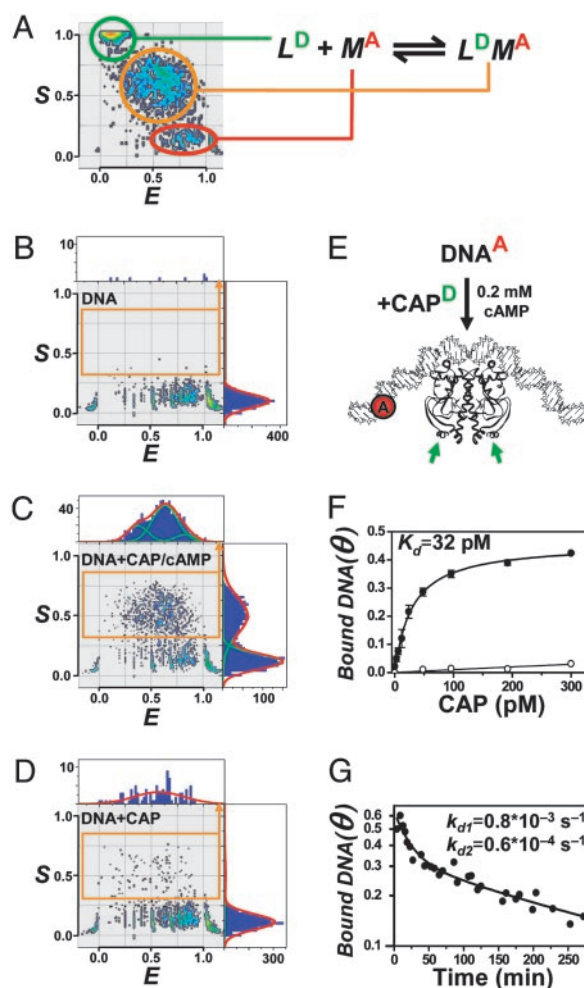 A
S
1.0
0.5
0.0
0.0 0.5 1.0
E
L^D + M^A ⇌ L^D M^A
B
10
DNA
S
1.0
0.5
0.0
0.0 0.5 1.0
E
400
C
40
DNA+CAP/cAMP
S
1.0
0.5
0.0
0.0 0.5 1.0
E
100
D
10
DNA+CAP
S
1.0
0.5
0.0
0.0 0.5 1.0
E
300
E
DNA^A
+CAP^D
0.2 mM
cAMP
A
F
K_d=32 pM
Bound DNA(θ)
0.4
0.3
0.2
0.1
0.0
0 100 200 300
CAP (pM)
G
k_d1=0.8*10^-3 s^-1
k_d2=0.6*10^-4 s^-1
Bound DNA(θ)
0.6
0.5
0.3
0.2
0.1
0 50 100 150 200 250
Time (min)